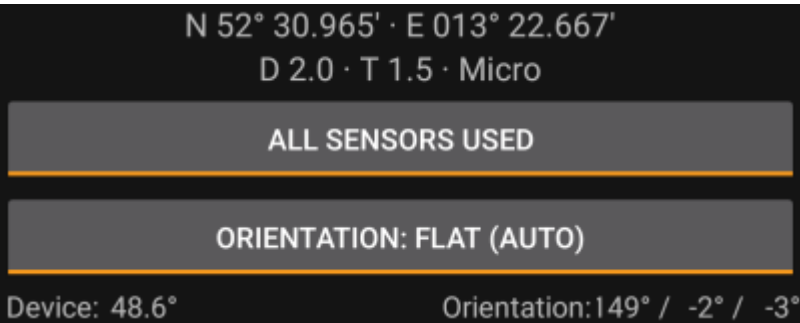 N 52° 30.965' · E 013° 22.667'
D 2.0 · T 1.5 · Micro
ALL SENSORS USED
ORIENTATION: FLAT (AUTO)
Device: 48.6° Orientation:149° / -2° / -3°